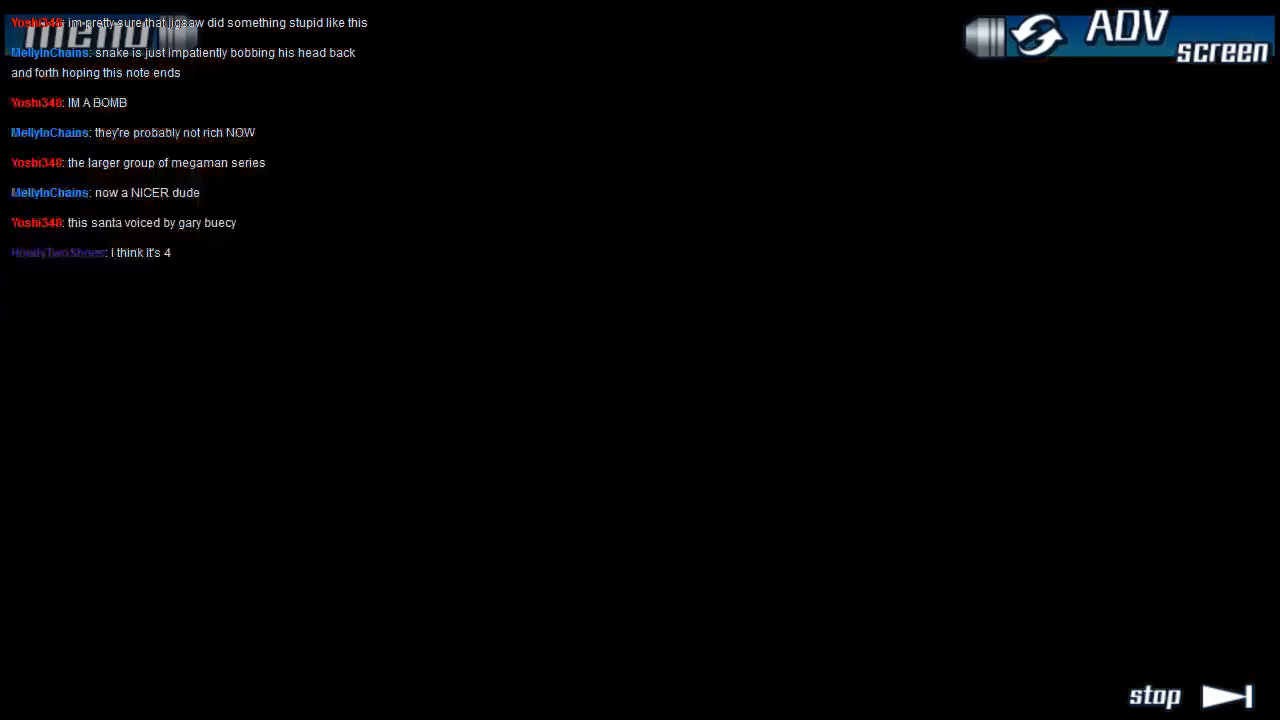 menu
Yoshi348: im pretty sure that jigsaw did something stupid like this
MellyInChains: snake is just impatiently bobbing his head back
and forth hoping this note ends
Yoshi348: IM A BOMB
MellyInChains: they're probably not rich NOW
Yoshi348: the larger group of megaman series
MellyInChains: now a NICER dude
Yoshi348: this santa voiced by gary buecy
HowdyTwoShoes: i think it's 4
ADV
screen
stop